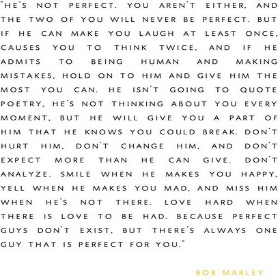 "HE'S NOT PERFECT. YOU AREN'T EITHER, AND
THE TWO OF YOU WILL NEVER BE PERFECT. BUT
IF HE CAN MAKE YOU LAUGH AT LEAST ONCE,
CAUSES YOU TO THINK TWICE, AND IF HE
ADMITS TO BEING HUMAN AND MAKING
MISTAKES, HOLD ON TO HIM AND GIVE HIM THE
MOST YOU CAN. HE ISN'T GOING TO QUOTE
POETRY, HE'S NOT THINKING ABOUT YOU EVERY
MOMENT, BUT HE WILL GIVE YOU A PART OF
HIM THAT HE KNOWS YOU COULD BREAK. DON'T
HURT HIM, DON'T CHANGE HIM, AND DON'T
EXPECT MORE THAN HE CAN GIVE. DON'T
ANALYZE. SMILE WHEN HE MAKES YOU HAPPY,
YELL WHEN HE MAKES YOU MAD, AND MISS HIM
WHEN HE'S NOT THERE. LOVE HARD WHEN
THERE IS LOVE TO BE HAD. BECAUSE PERFECT
GUYS DON'T EXIST, BUT THERE'S ALWAYS ONE
GUY THAT IS PERFECT FOR YOU."
BOB MARLEY